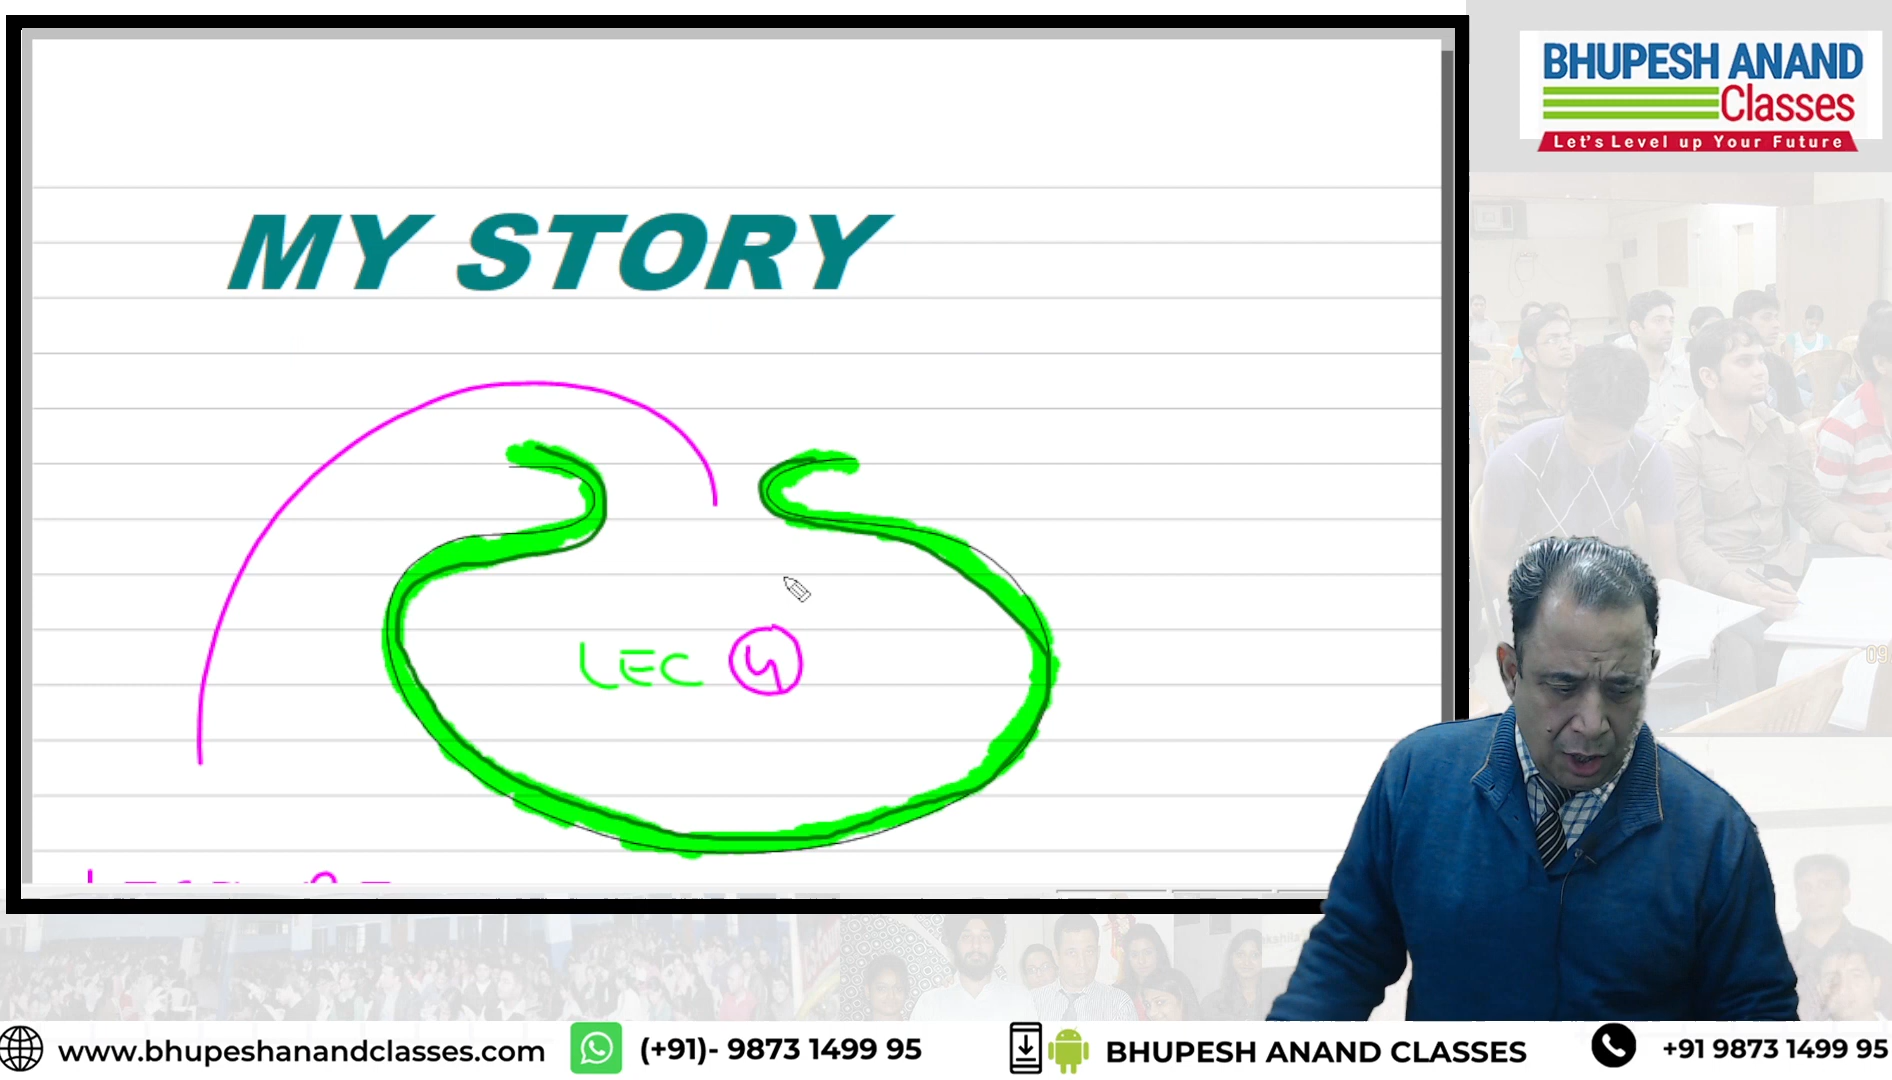 BHUPESH ANAND
Classes
Let's Level up Your Future
MY STORY
LEC 4
09
www.bhupeshanandclasses.com
(+91)- 9873 1499 95
BHUPESH ANAND CLASSES
+91 9873 1499 95